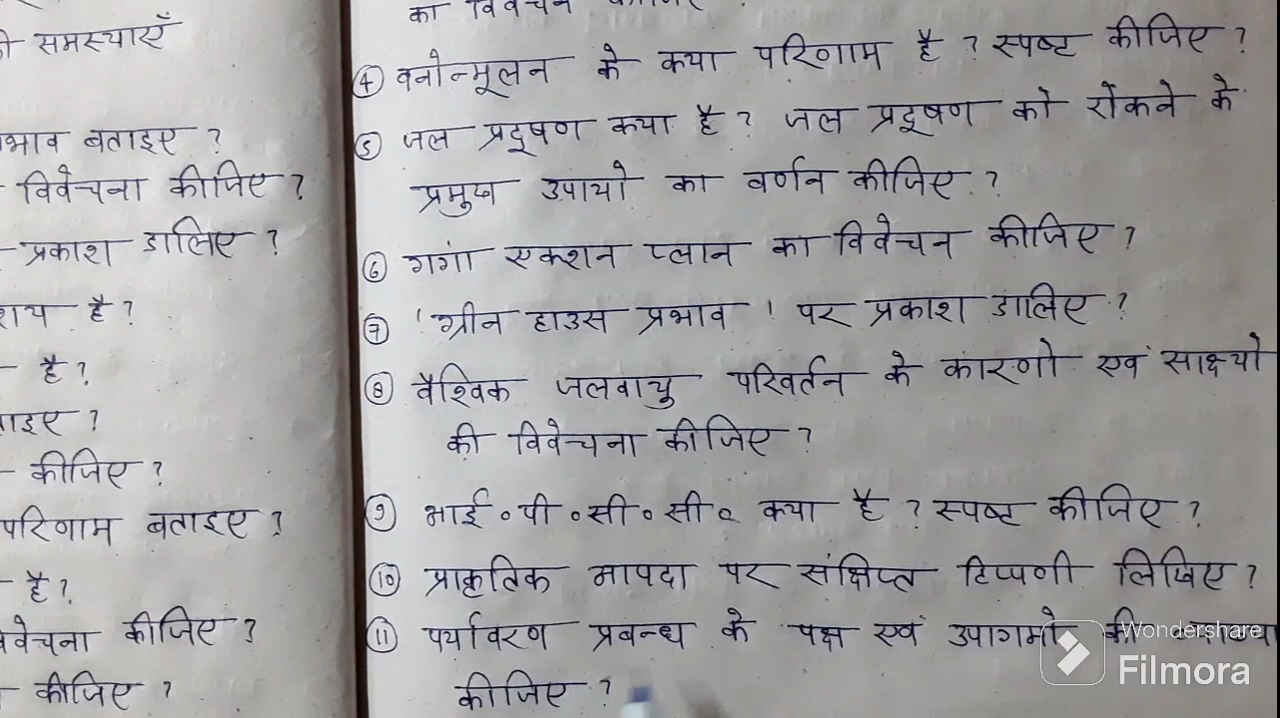 समस्याएँ
बताइए ?
विवेचना कीजिए ?
प्रकाश डालिए ?
है ?
है ?
कीजिए ?
परिणाम बताइए ?
है ?
कीजिए ?
कीजिए ?
का विवेचन
④ वनोन्मूलन के क्या परिणाम है ? स्पष्ट कीजिए ?
⑤ जल प्रदूषण क्या है ? जल प्रदूषण को रोंकने के
प्रमुख उपायो का वर्णन कीजिए ?
⑥ गगां एक्शन प्लान का विवेचन कीजिए ?
⑦ 'ग्रीन हाउस प्रभाव ' पर प्रकाश डालिए ?
⑧ वैश्विक जलवायु परिवर्तन के कारणो एवं साक्ष्यो
की विवेचना कीजिए ?
⑨ आई॰पी॰सी॰सी॰ क्या है ? स्पष्ट कीजिए ?
⑩ प्राकृतिक आपदा पर संक्षिप्त टिप्पणी लिखिए ?
⑪ पर्यावरण प्रबन्ध के पक्ष एवं उपागमो की
कीजिए ?
Wondershare
Filmora